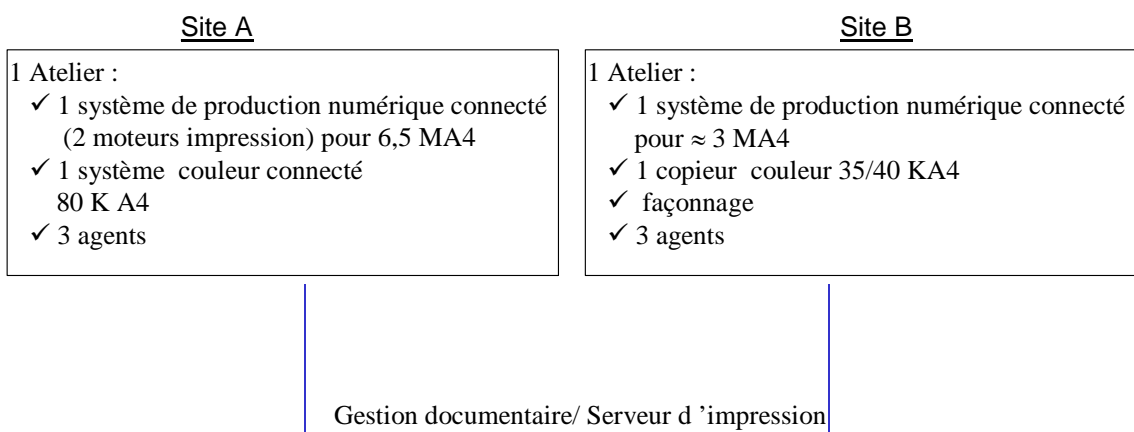 Site A
1 Atelier :
✓ 1 système de production numérique connecté
(2 moteurs impression) pour 6,5 MA4
✓ 1 système couleur connecté
80 K A4
✓ 3 agents
Site B
1 Atelier :
✓ 1 système de production numérique connecté
pour ≈ 3 MA4
✓ 1 copieur couleur 35/40 KA4
✓ façonnage
✓ 3 agents
Gestion documentaire/ Serveur d ’impression